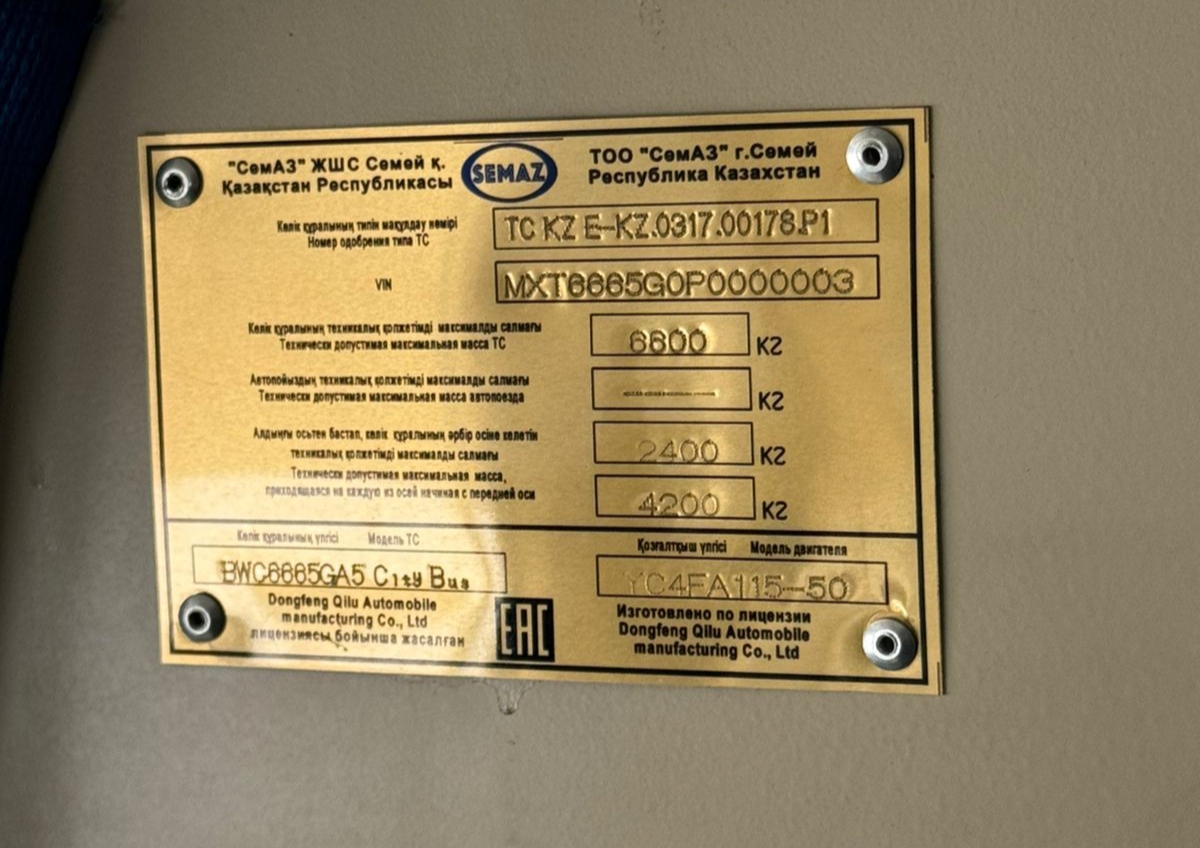 "СемАЗ" ЖШС Семей қ.
Қазақстан Республикасы
SEMAZ
ТОО "СемАЗ" г.Семей
Республика Казахстан
Көлік құралының типін мақұлдау нөмірі
Номер одобрения типа ТС
TC KZ E-KZ.0317.00178.P1
VIN
MXT6665G0P0000003
Көлік құралының техникалық қолжетімді максималды салмағы
Технически допустимая максимальная масса ТС
6600 кг
Автопойыздың техникалық қолжетімді максималды салмағы
Технически допустимая максимальная масса автопоезда
------- кг
Алдыңғы осьтен бастап, көлік құралының әрбір осіне келетін
техникалық қолжетімді максималды салмағы
2400 кг
Технически допустимая максимальная масса,
приходящаяся на каждую из осей начиная с передней оси
4200 кг
Көлік құралының үлгісі Модель ТС
BWC6665GA5 City Bus
Dongfeng Qilu Automobile
manufacturing Co., Ltd
лицензиясы бойынша жасалған
EAC
Қозғалтқыш үлгісі Модель двигателя
YC4FA115-50
Изготовлено по лицензии
Dongfeng Qilu Automobile
manufacturing Co., Ltd